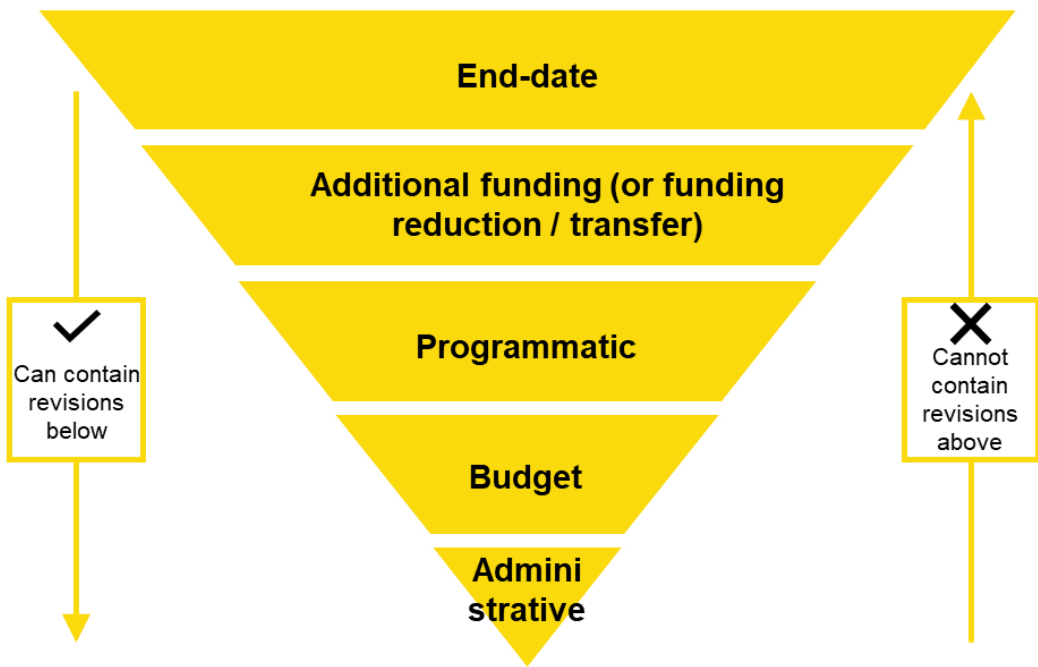 End-date
Additional funding (or funding
reduction / transfer)
Programmatic
Budget
Admini
strative
Can contain
revisions
below
Cannot
contain
revisions
above